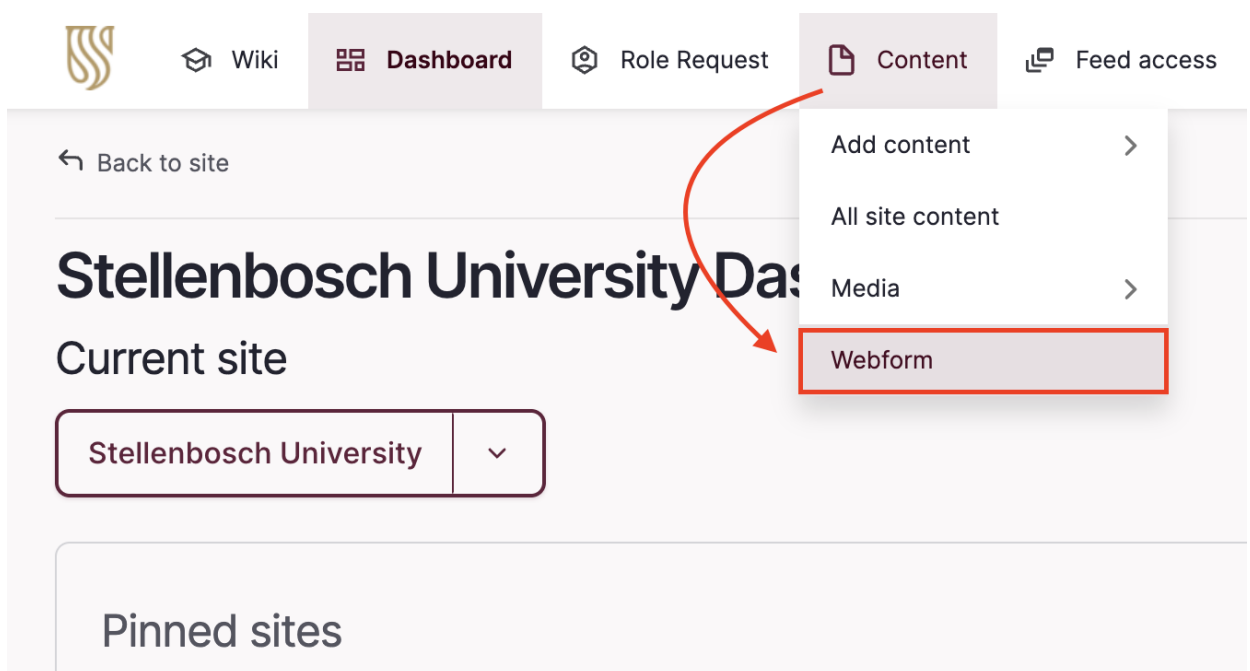 Wiki Dashboard Role Request Content Feed access
Back to site
Add content
All site content
Stellenbosch University Das
Media
Current site
Webform
Stellenbosch University
Pinned sites